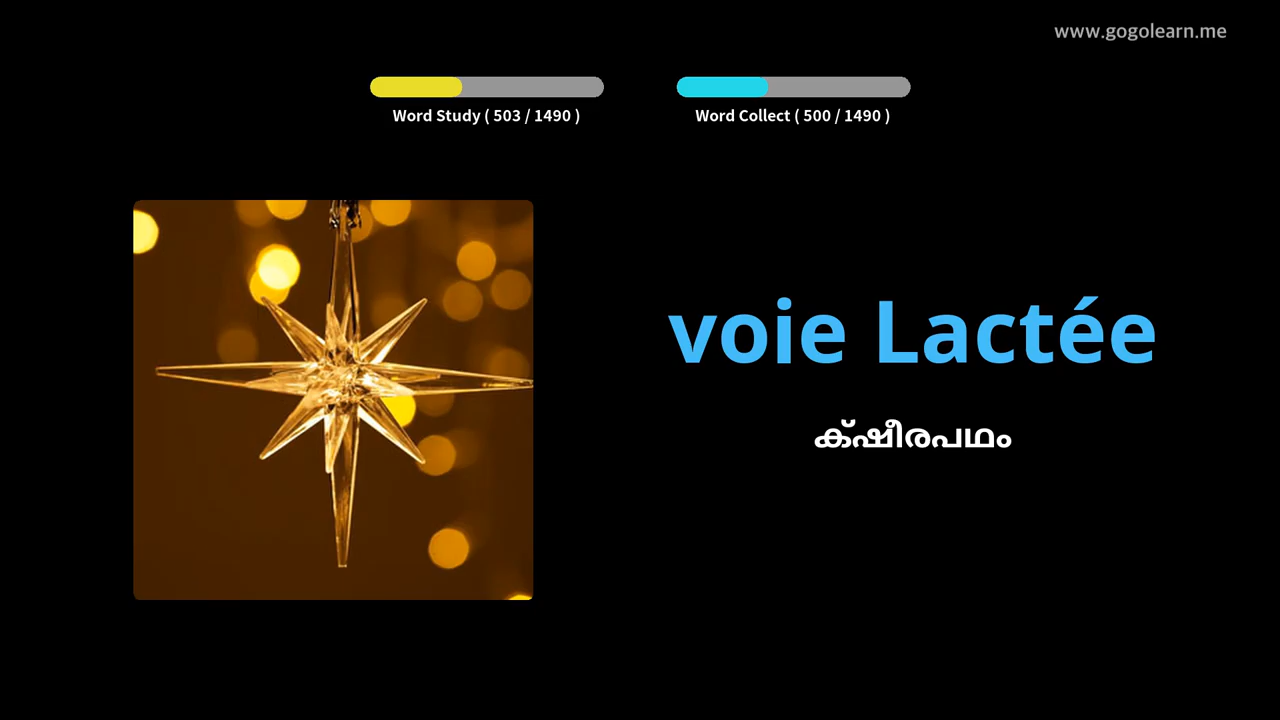 www.gogolearn.me
Word Study ( 503 / 1490 )
Word Collect ( 500 / 1490 )
voie Lactée
ക്ഷീരപഥം